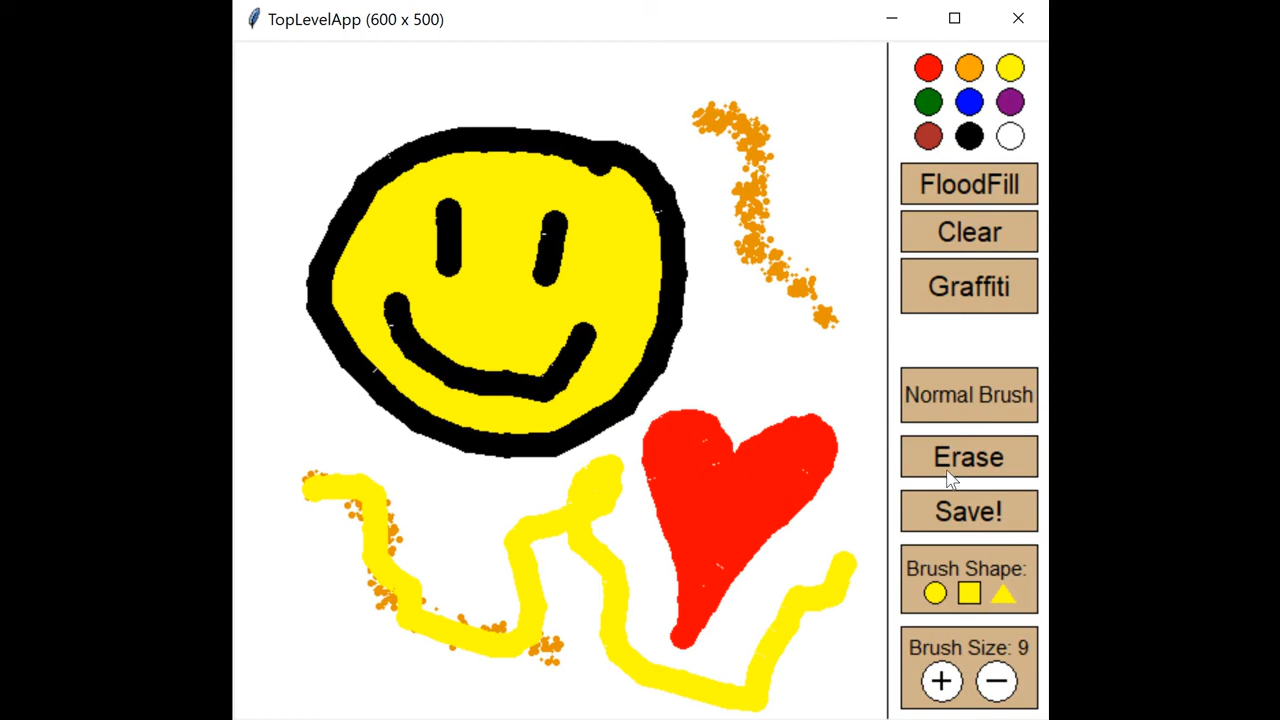 TopLevelApp (600 x 500)
FloodFill
Clear
Graffiti
Normal Brush
Erase
Save!
Brush Shape:
Brush Size: 9
+ −